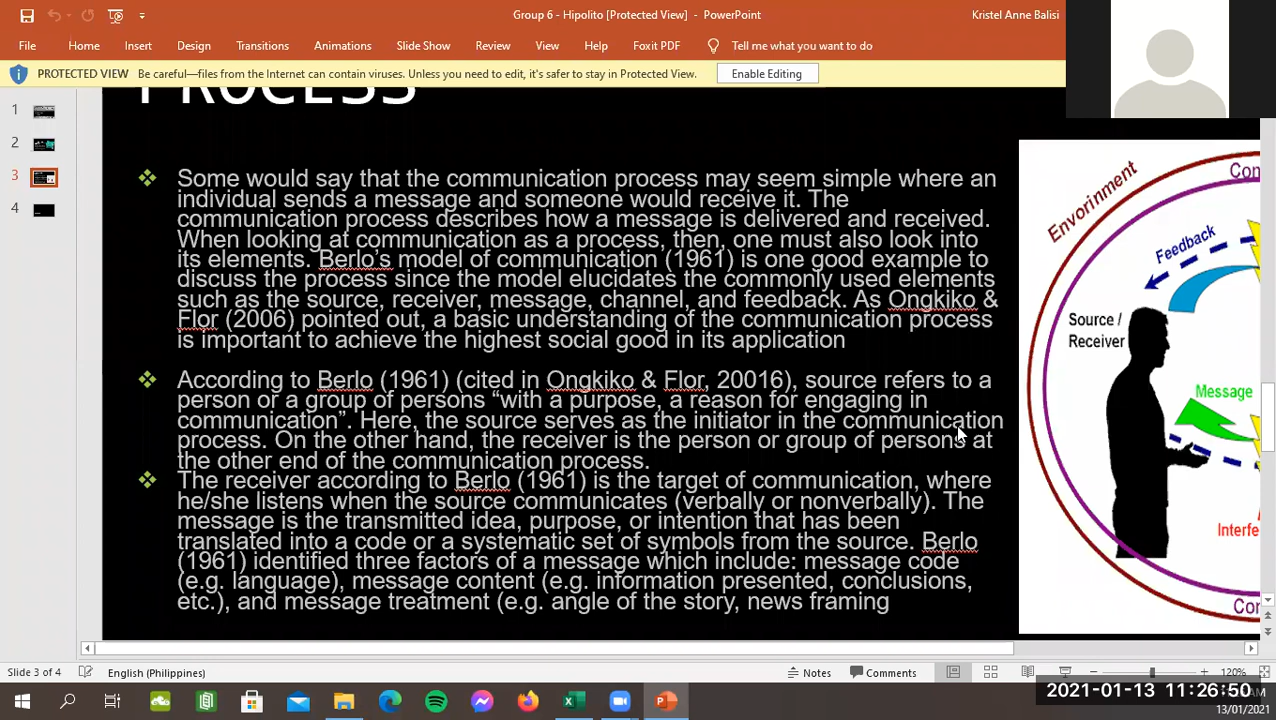 Group 6 - Hipolito [Protected View] - PowerPoint
Kristel Anne Balisi
File Home Insert Design Transitions Animations Slide Show Review View Help Foxit PDF Tell me what you want to do
PROTECTED VIEW Be careful—files from the Internet can contain viruses. Unless you need to edit, it's safer to stay in Protected View. Enable Editing
1
2
3
4
PROCESS
Some would say that the communication process may seem simple where an
individual sends a message and someone would receive it. The
communication process describes how a message is delivered and received.
When looking at communication as a process, then, one must also look into
its elements. Berlo's model of communication (1961) is one good example to
discuss the process since the model elucidates the commonly used elements
such as the source, receiver, message, channel, and feedback. As Ongkiko &
Flor (2006) pointed out, a basic understanding of the communication process
is important to achieve the highest social good in its application
According to Berlo (1961) (cited in Ongkiko & Flor, 20016), source refers to a
person or a group of persons “with a purpose, a reason for engaging in
communication”. Here, the source serves as the initiator in the communication
process. On the other hand, the receiver is the person or group of persons at
the other end of the communication process.
The receiver according to Berlo (1961) is the target of communication, where
he/she listens when the source communicates (verbally or nonverbally). The
message is the transmitted idea, purpose, or intention that has been
translated into a code or a systematic set of symbols from the source. Berlo
(1961) identified three factors of a message which include: message code
(e.g. language), message content (e.g. information presented, conclusions,
etc.), and message treatment (e.g. angle of the story, news framing
Envorinment
Con
Feedback
Source /
Receiver
Message
Interfe
Con
Slide 3 of 4 English (Philippines) Notes Comments 120%
2021-01-13 11:26:50
AM
13/01/2021